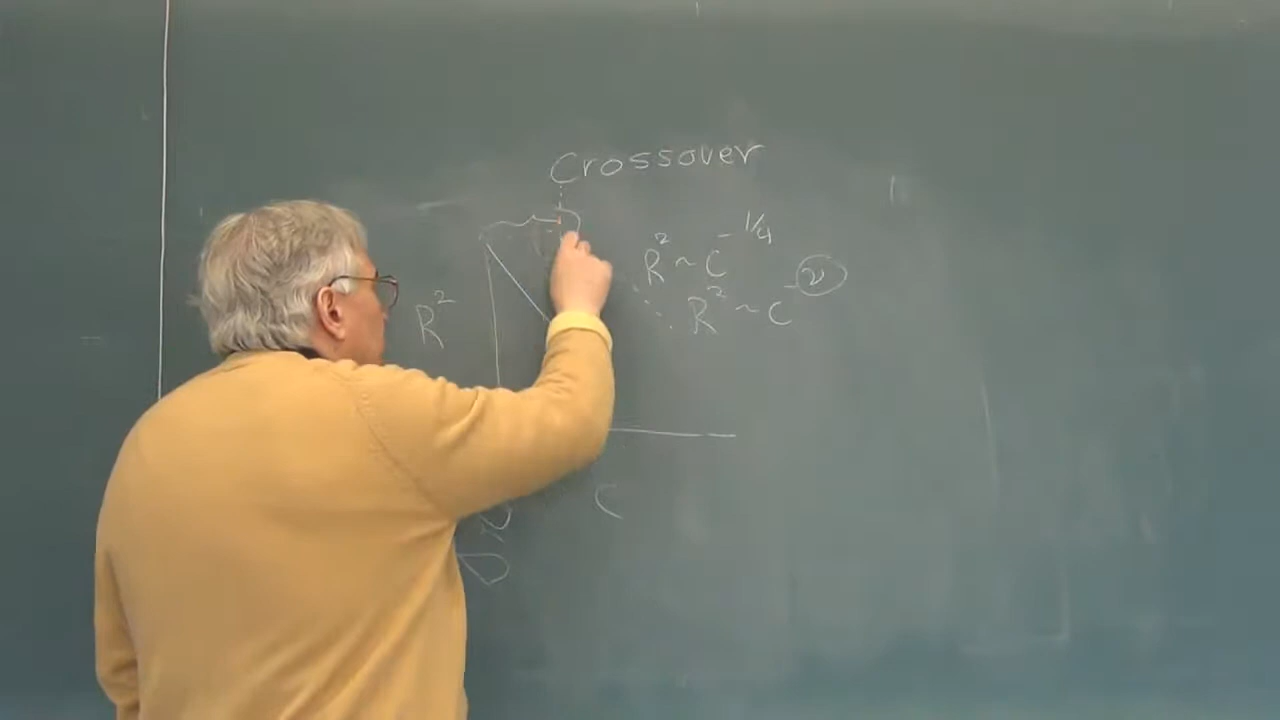 Crossover
R² ~ C^-1/4
R² ~ c^-ν
R²
C